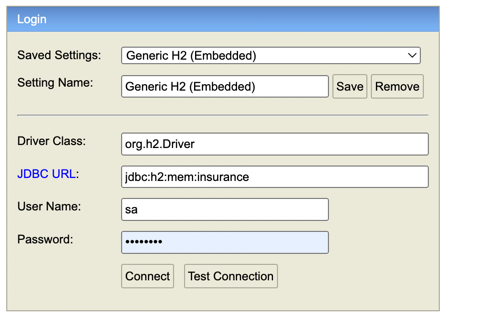 Login
Saved Settings: Generic H2 (Embedded)
Setting Name: Generic H2 (Embedded) Save Remove
Driver Class: org.h2.Driver
JDBC URL: jdbc:h2:mem:insurance
User Name: sa
Password: ••••••••
Connect Test Connection